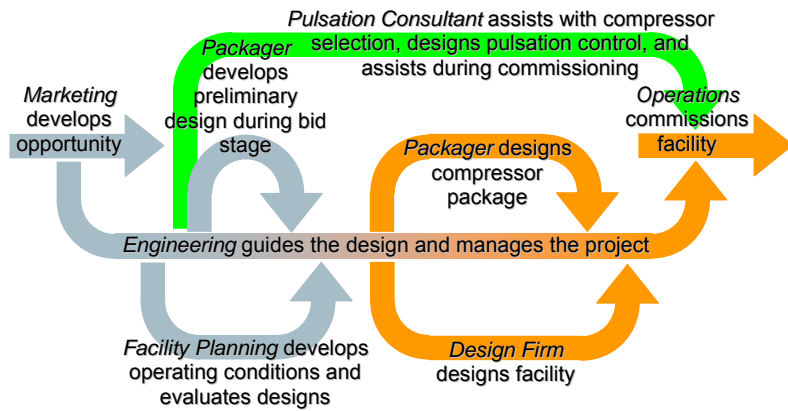 Pulsation Consultant assists with compressor
selection, designs pulsation control, and
assists during commissioning
Packager
develops
preliminary
design during bid
stage
Marketing
develops
opportunity
Operations
commissions
facility
Packager designs
compressor
package
Engineering guides the design and manages the project
Facility Planning develops
operating conditions and
evaluates designs
Design Firm
designs facility